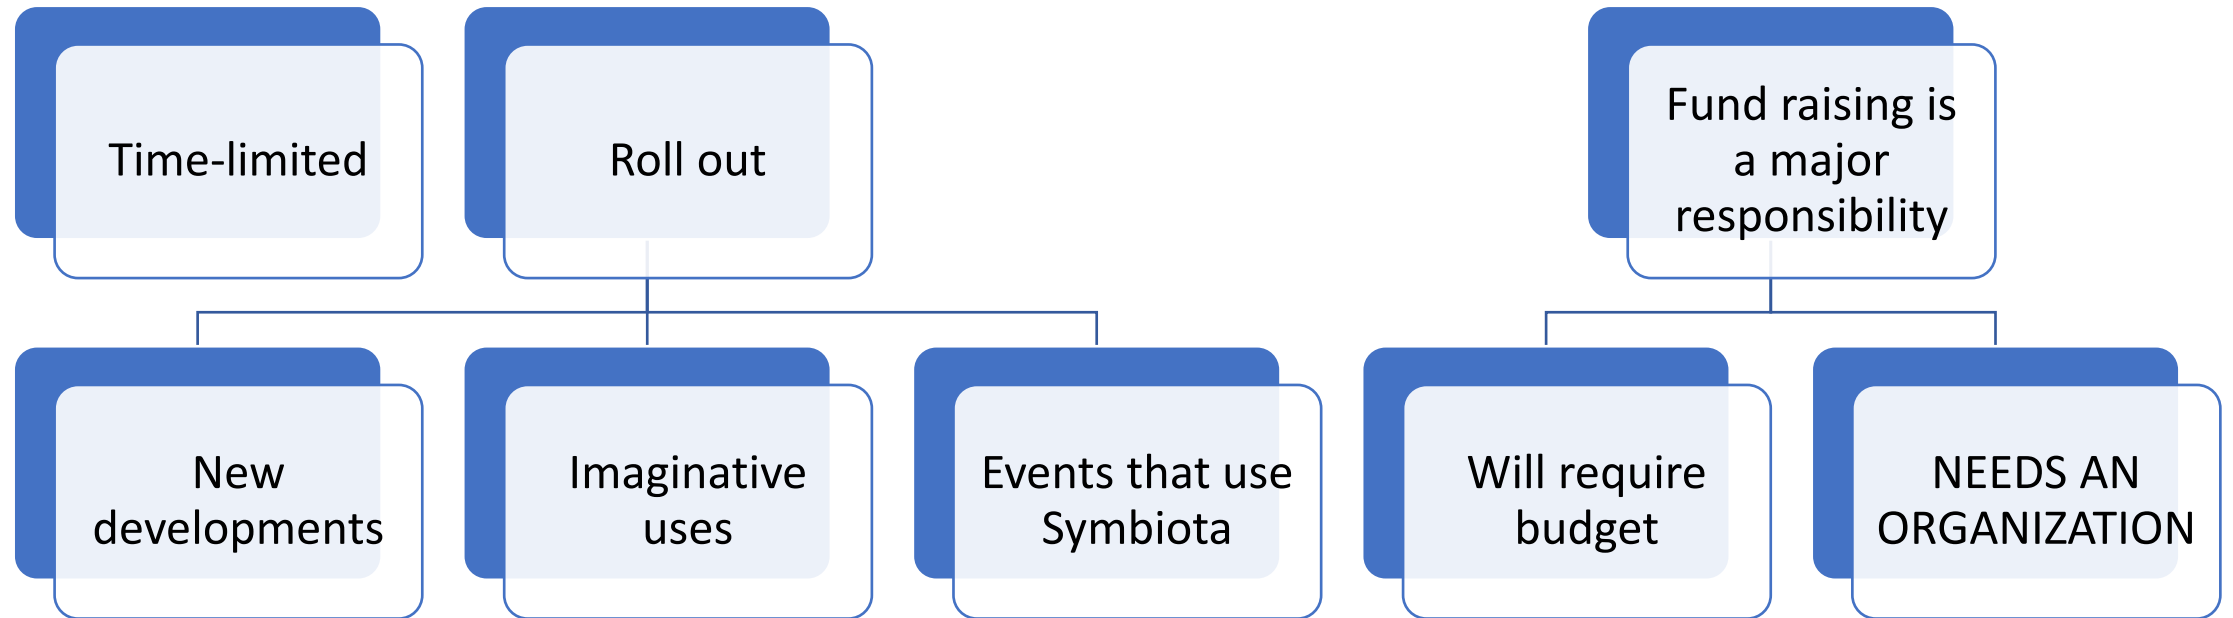 Time-limited
Roll out
Fund raising is
a major
responsibility
New
developments
Imaginative
uses
Events that use
Symbiota
Will require
budget
NEEDS AN
ORGANIZATION